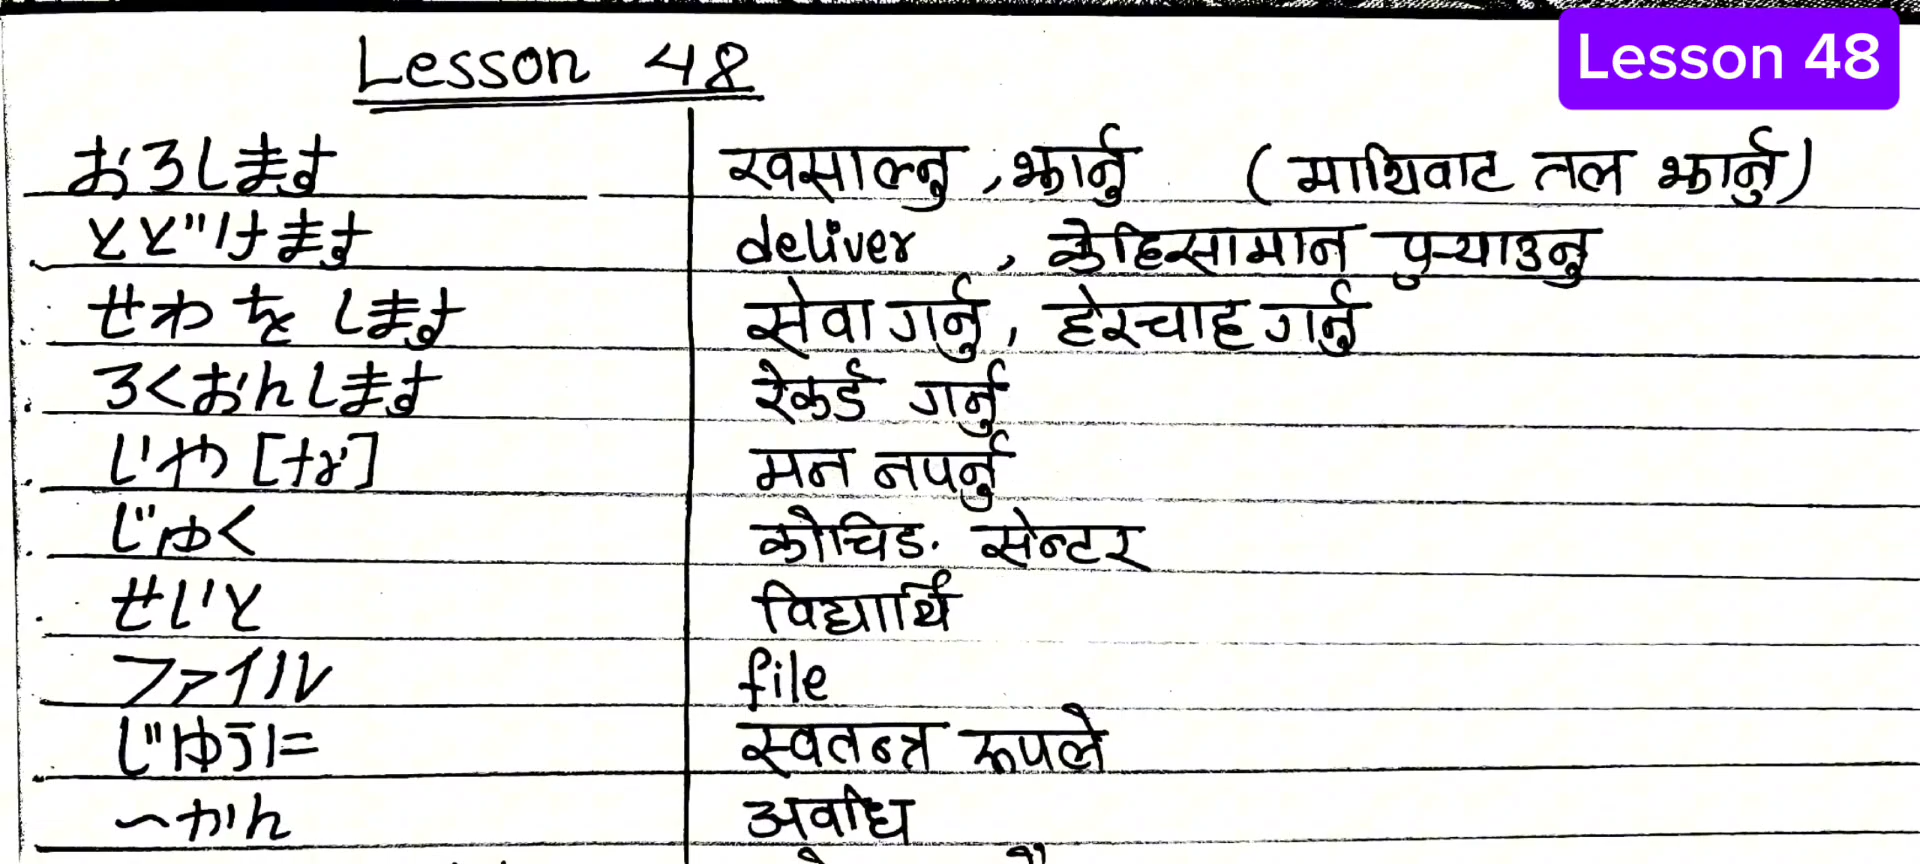 Lesson 48
Lesson 48
おろします खसाल्नु, झार्नु (माथिबाट तल झार्नु)
とどけます deliver, केहिसामान पुर्‍याउनु
せわをします सेवा गर्नु, हेरचाह गर्नु
ろくおんします रेकर्ड गर्नु
いや [な] मन नपर्नु
じゅく कोचिङ सेन्टर
せいと विद्यार्थि
ファイル file
じゆうに स्वतन्त्र रूपले
〜かん अवधि